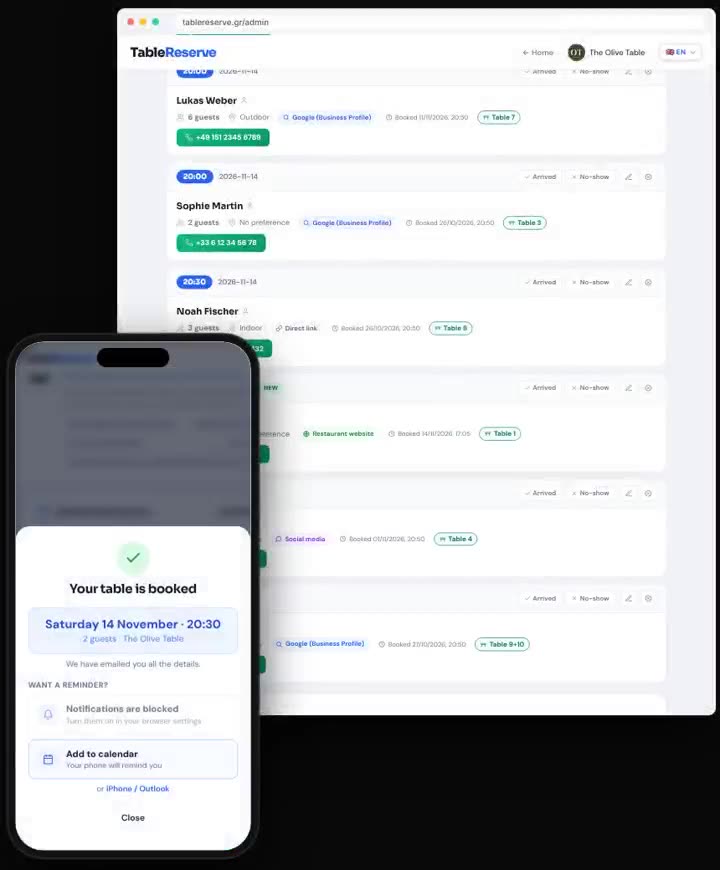 tablereserve.gr/admin
TableReserve
← Home
The Olive Table
EN
20:00 2026-11-14
Arrived
No-show
Lukas Weber
6 guests Outdoor Google (Business Profile) Booked 11/11/2026, 20:50 Table 7
+49 151 2345 6789
20:00 2026-11-14
Arrived
No-show
Sophie Martin
2 guests No preference Google (Business Profile) Booked 26/10/2026, 20:50 Table 3
+33 6 12 34 56 78
20:30 2026-11-14
Arrived
No-show
Noah Fischer
3 guests Indoor Direct link Booked 26/10/2026, 20:50 Table 8
NEW
Arrived
No-show
Restaurant website Booked 14/11/2026, 17:05 Table 1
Arrived
No-show
Social media Booked 01/11/2026, 20:50 Table 4
Arrived
No-show
Google (Business Profile) Booked 27/10/2026, 20:50 Table 9+10
Your table is booked
Saturday 14 November · 20:30
2 guests · The Olive Table
We have emailed you all the details.
WANT A REMINDER?
Notifications are blocked
Turn them on in your browser settings
Add to calendar
Your phone will remind you
or iPhone / Outlook
Close